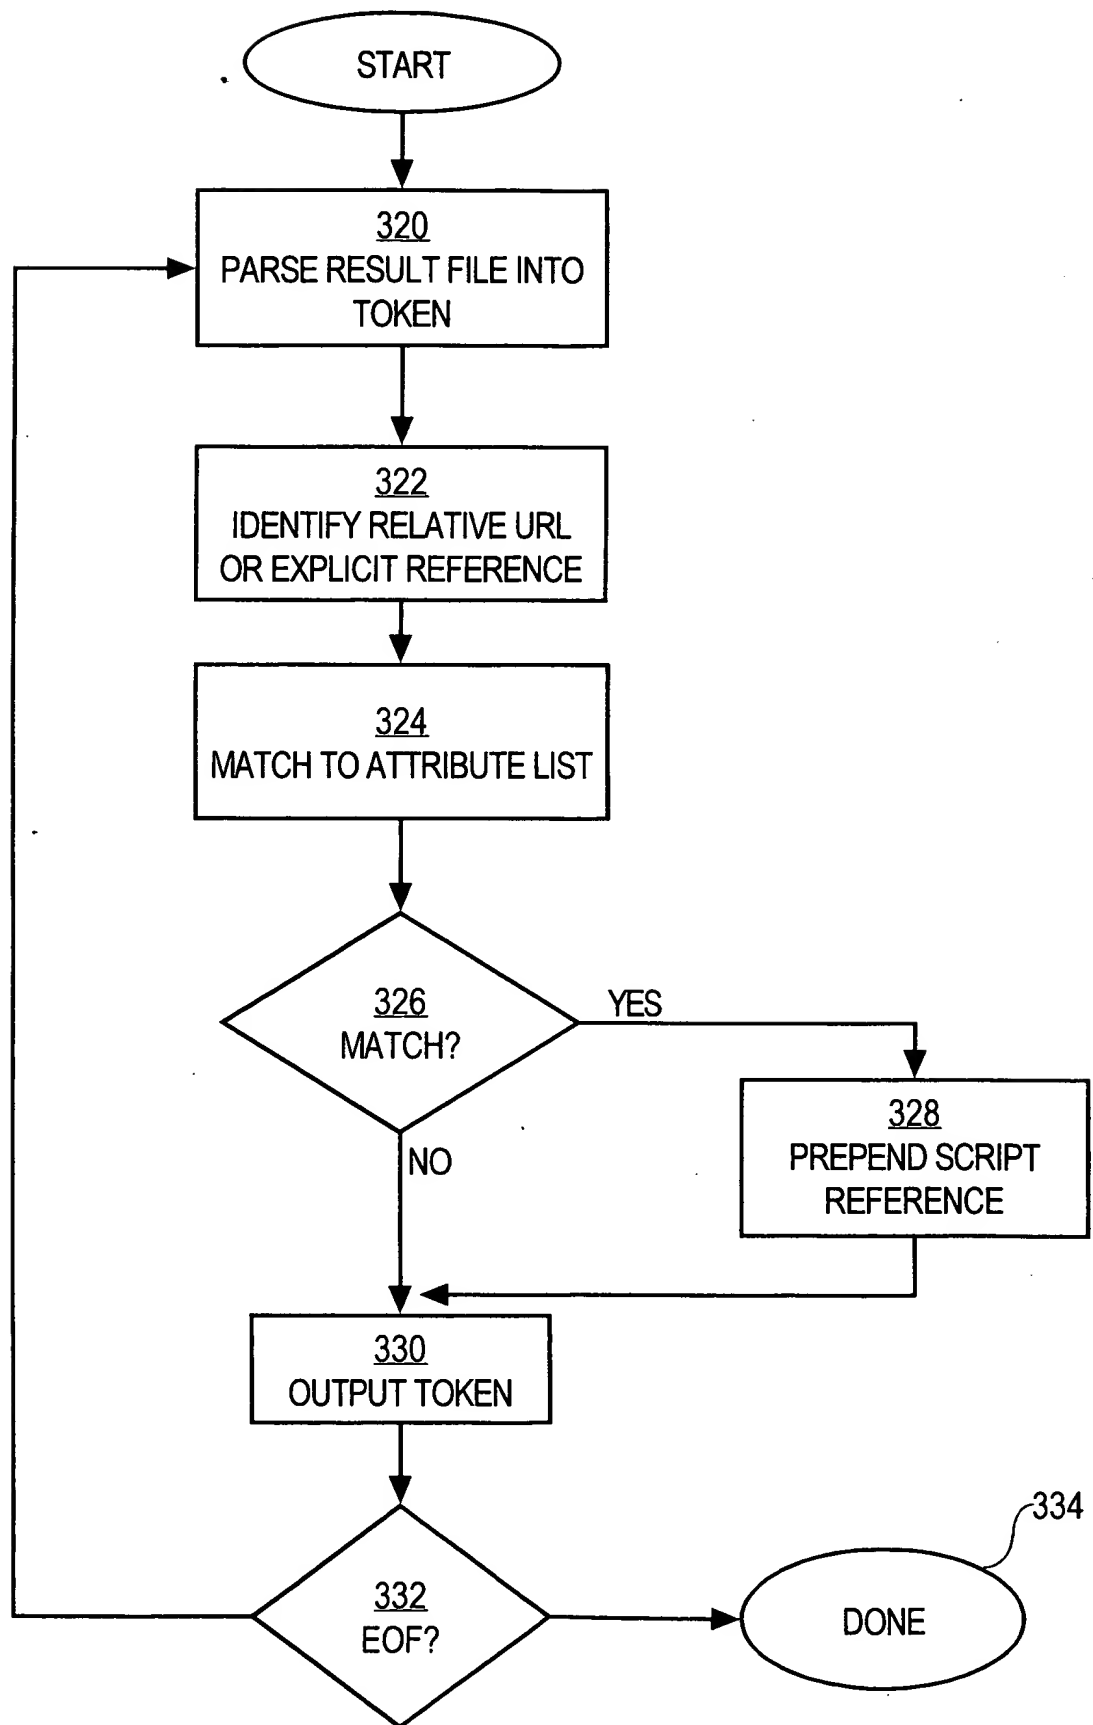 START
320
PARSE RESULT FILE INTO
TOKEN
322
IDENTIFY RELATIVE URL
OR EXPLICIT REFERENCE
324
MATCH TO ATTRIBUTE LIST
326
MATCH?
YES
NO
328
PREPEND SCRIPT
REFERENCE
330
OUTPUT TOKEN
332
EOF?
334
DONE